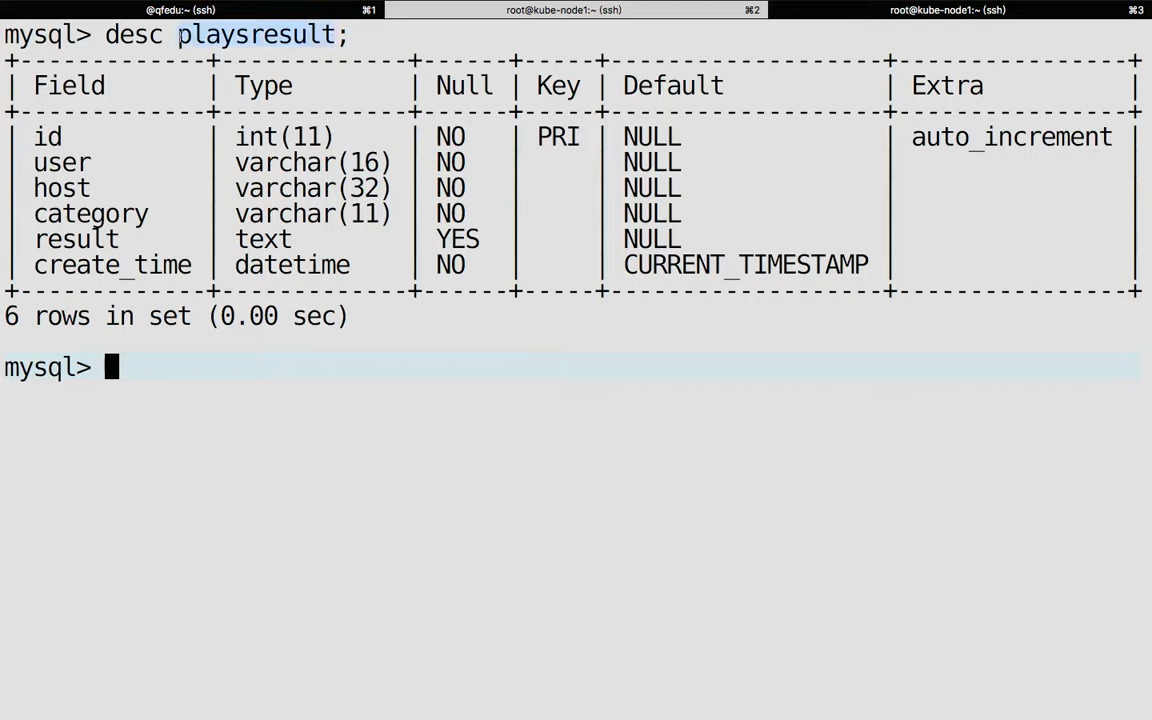 @qfedu:~ (ssh) ⌘1 root@kube-node1:~ (ssh) ⌘2 root@kube-node1:~ (ssh) ⌘3
mysql> desc playsresult;
+-------------+-------------+------+-----+-------------------+----------------+
| Field       | Type        | Null | Key | Default           | Extra          |
+-------------+-------------+------+-----+-------------------+----------------+
| id          | int(11)     | NO   | PRI | NULL              | auto_increment |
| user        | varchar(16) | NO   |     | NULL              |                |
| host        | varchar(32) | NO   |     | NULL              |                |
| category    | varchar(11) | NO   |     | NULL              |                |
| result      | text        | YES  |     | NULL              |                |
| create_time | datetime    | NO   |     | CURRENT_TIMESTAMP |                |
+-------------+-------------+------+-----+-------------------+----------------+
6 rows in set (0.00 sec)
mysql>